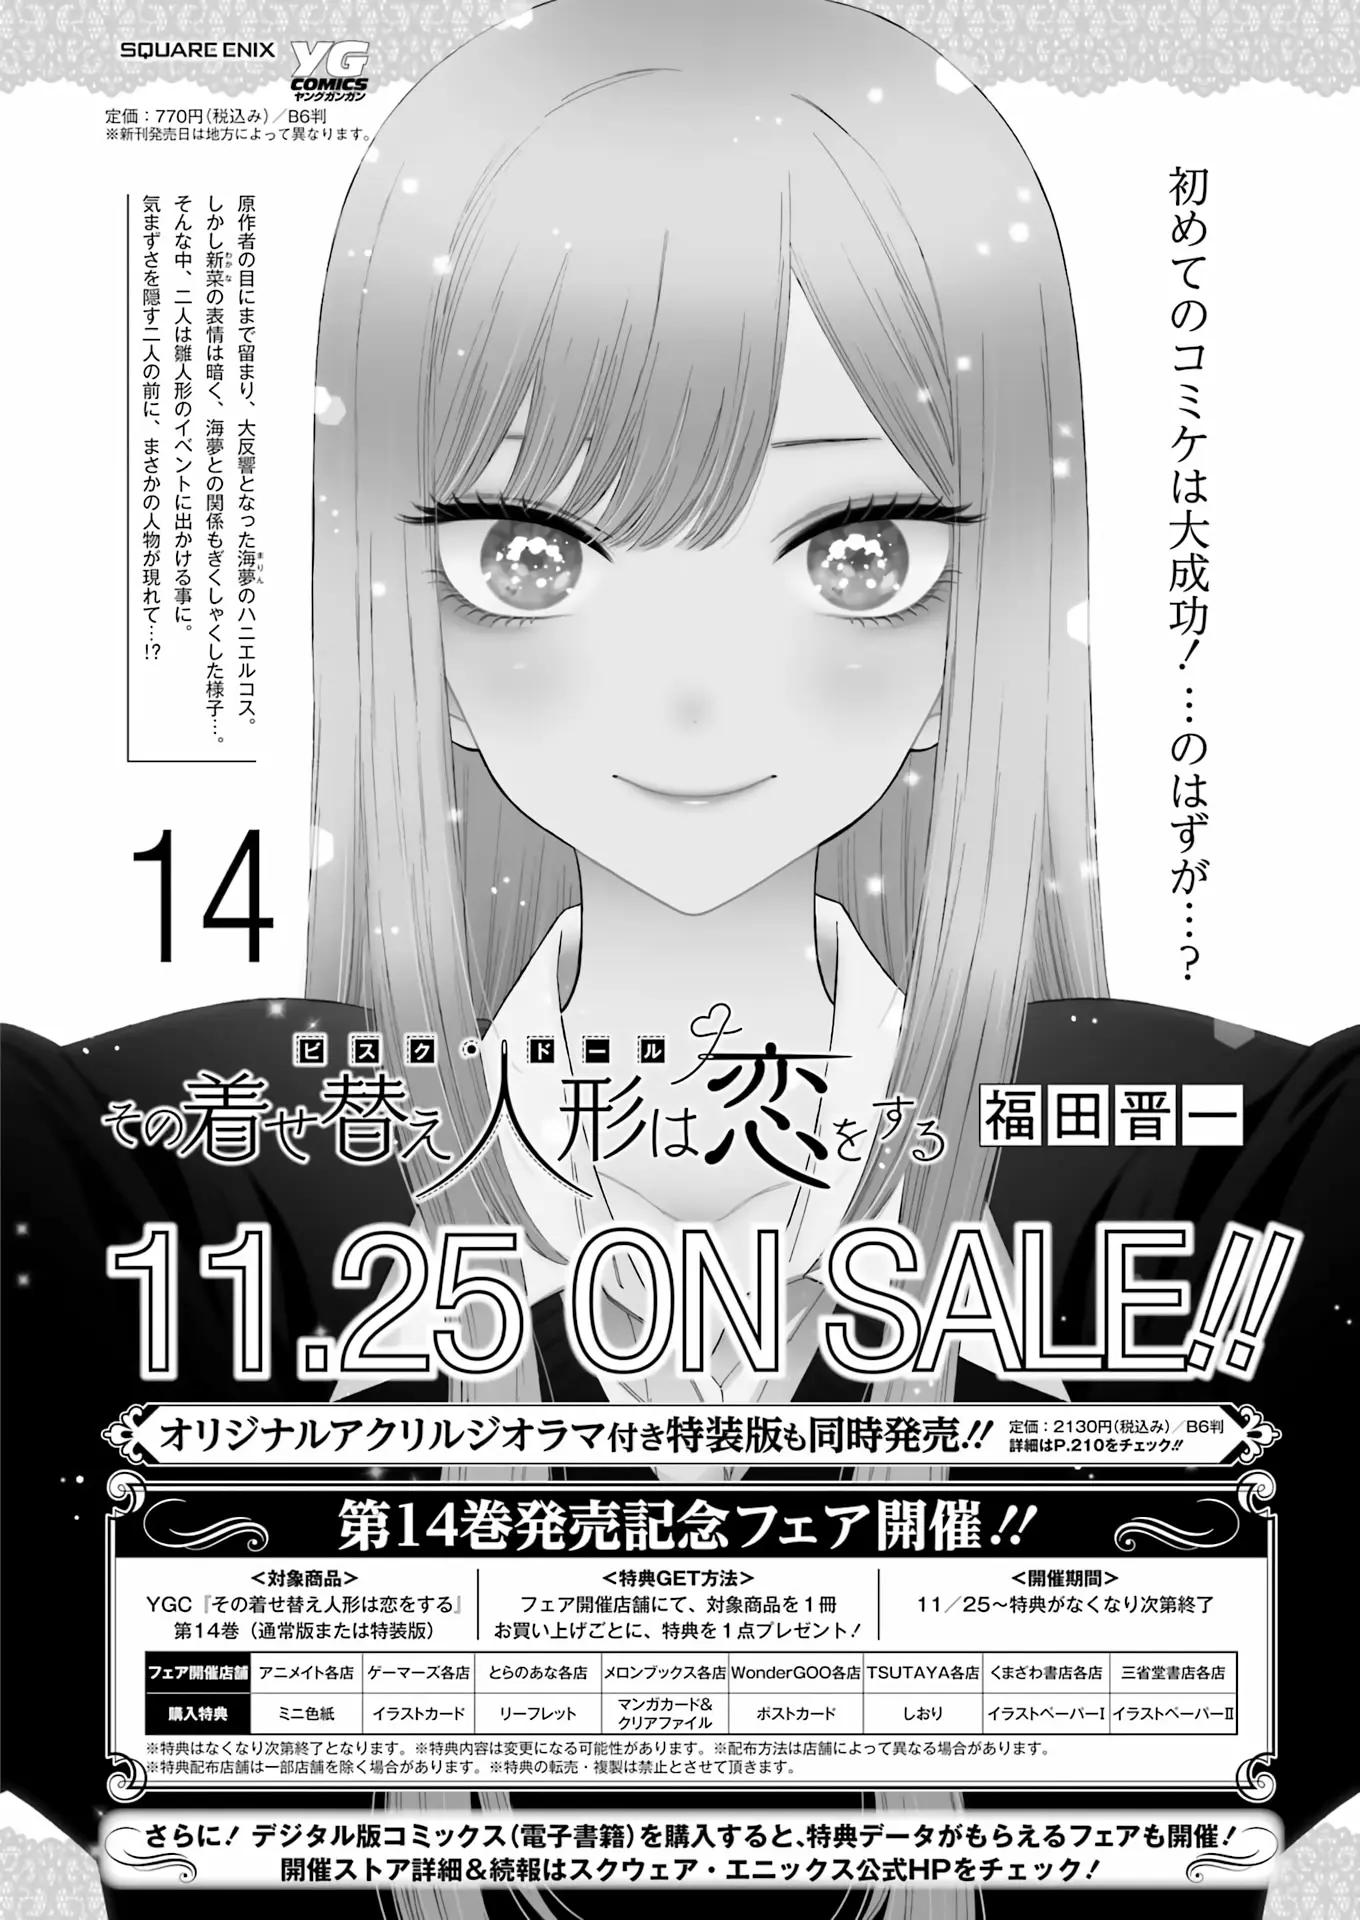 SQUARE ENIX
YG
COMICS
ヤングガンガン
定価：770円(税込み)／B6判
※新刊発売日は地方によって異なります。
初めてのコミケは大成功！…のはずが……？
原作者の目にまで留まり、大反響となった海夢のハニエルコス。
まりん
しかし新菜の表情は暗く、海夢との関係もぎくしゃくした様子…。
わかな
そんな中、二人は雛人形のイベントに出かける事に。
気まずさを隠す二人の前に、まさかの人物が現れて…!?
14
ビスク・ドール
その着せ替え人形は恋をする
福田晋一
11.25 ON SALE!!
オリジナルアクリルジオラマ付き特装版も同時発売!!
定価：2130円(税込み)／B6判
詳細はP.210をチェック!!
第14巻発売記念フェア開催!!
＜対象商品＞
YGC『その着せ替え人形は恋をする』
第14巻（通常版または特装版）
＜特典GET方法＞
フェア開催店舗にて、対象商品を1冊
お買い上げごとに、特典を1点プレゼント！
＜開催期間＞
11／25～特典がなくなり次第終了
フェア開催店舗 アニメイト各店 ゲーマーズ各店 とらのあな各店 メロンブックス各店 WonderGOO各店 TSUTAYA各店 くまざわ書店各店 三省堂書店各店
購入特典 ミニ色紙 イラストカード リーフレット マンガカード＆クリアファイル ポストカード しおり イラストペーパーⅠ イラストペーパーⅡ
※特典はなくなり次第終了となります。※特典内容は変更になる可能性があります。※配布方法は店舗によって異なる場合があります。
※特典配布店舗は一部店舗を除く場合があります。※特典の転売・複製は禁止とさせて頂きます。
さらに！デジタル版コミックス(電子書籍)を購入すると、特典データがもらえるフェアも開催！
開催ストア詳細＆続報はスクウェア・エニックス公式HPをチェック！